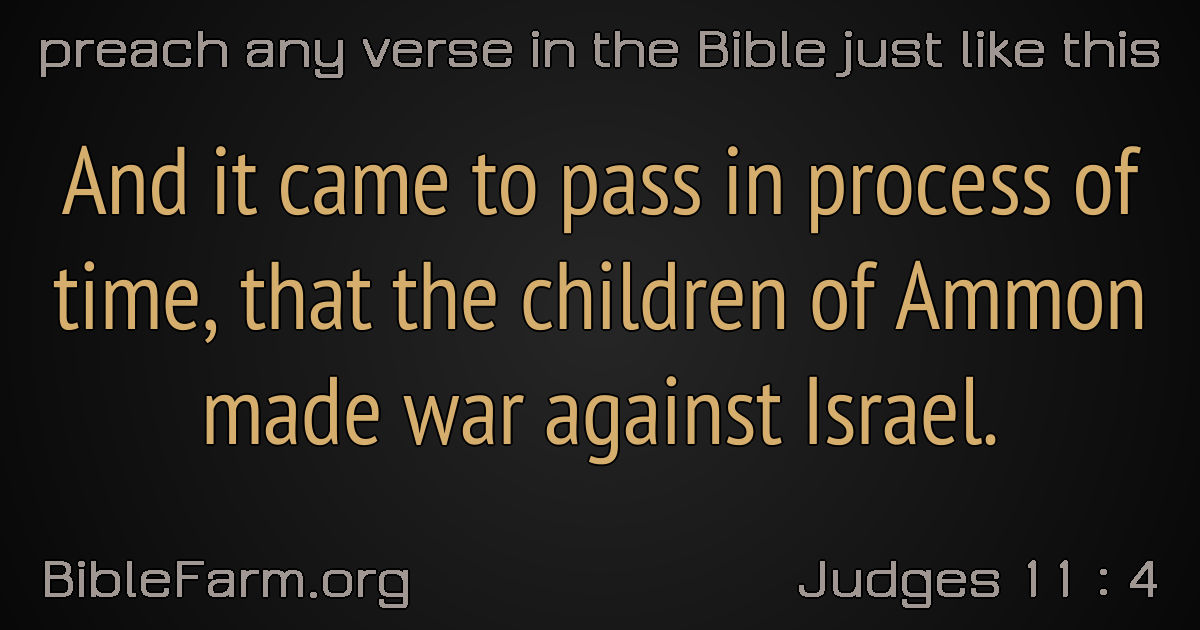 preach any verse in the Bible just like this
And it came to pass in process of
time, that the children of Ammon
made war against Israel.
BibleFarm.org
Judges 11 : 4